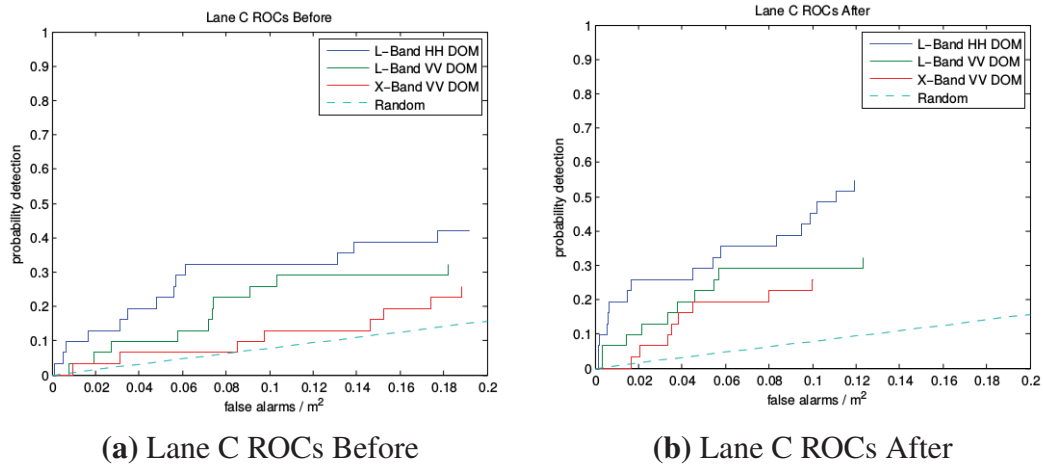 Lane C ROCs Before
1
0.9
0.8
0.7
0.6
0.5
0.4
0.3
0.2
0.1
0
probability detection
L-Band HH DOM
L-Band VV DOM
X-Band VV DOM
Random
0 0.02 0.04 0.06 0.08 0.1 0.12 0.14 0.16 0.18 0.2
false alarms / m²
(a) Lane C ROCs Before
Lane C ROCs After
1
0.9
0.8
0.7
0.6
0.5
0.4
0.3
0.2
0.1
0
probability detection
L-Band HH DOM
L-Band VV DOM
X-Band VV DOM
Random
0 0.02 0.04 0.06 0.08 0.1 0.12 0.14 0.16 0.18 0.2
false alarms / m²
(b) Lane C ROCs After